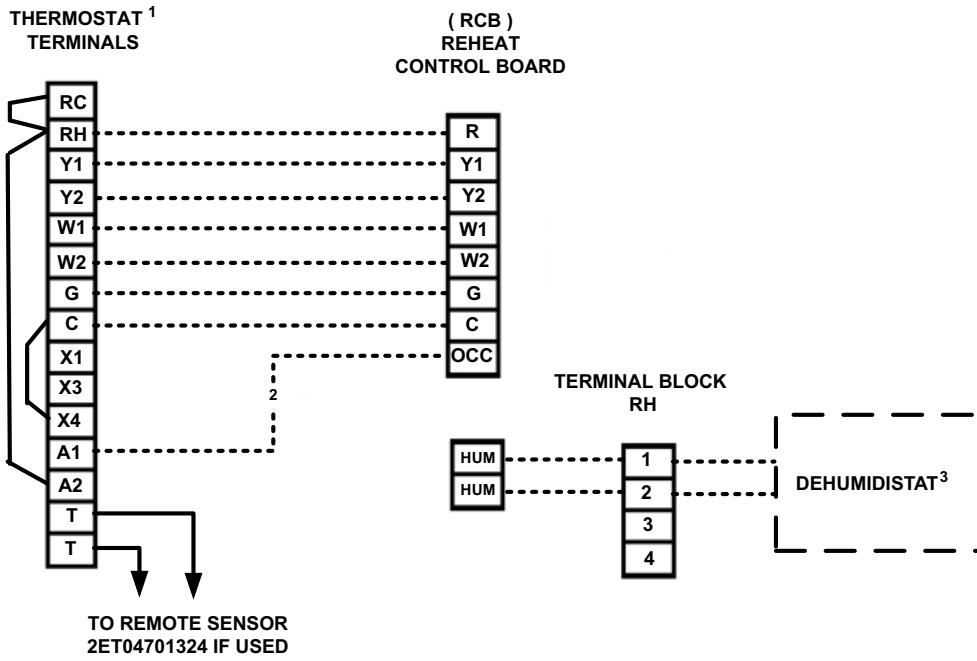 THERMOSTAT 1
TERMINALS
( RCB )
REHEAT
CONTROL BOARD
RC
RH
Y1
Y2
W1
W2
G
C
X1
X3
X4
A1
A2
T
T
R
Y1
Y2
W1
W2
G
C
OCC
2
TERMINAL BLOCK
RH
HUM
HUM
1
2
3
4
DEHUMIDISTAT3
TO REMOTE SENSOR
2ET04701324 IF USED